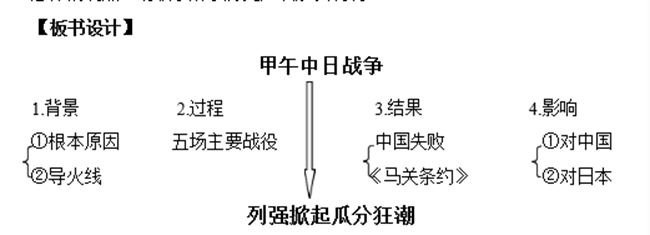 【板书设计】
甲午中日战争
1.背景 2.过程 3.结果 4.影响
①根本原因 五场主要战役 中国失败 ①对中国
②导火线 《马关条约》 ②对日本
列强掀起瓜分狂潮